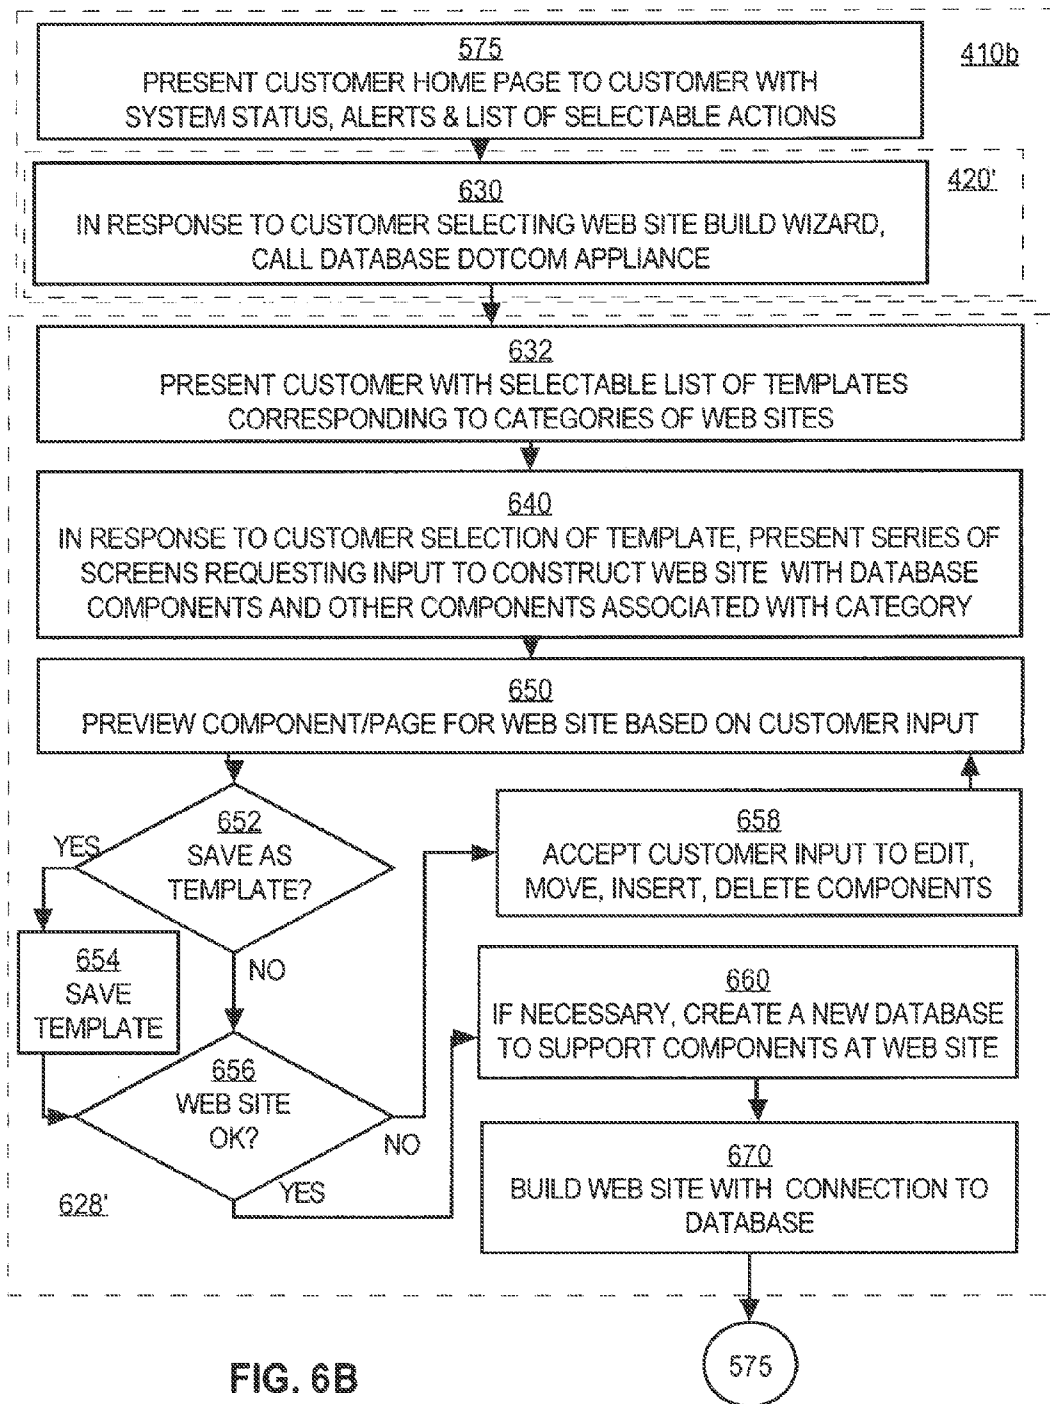 575
410b
PRESENT CUSTOMER HOME PAGE TO CUSTOMER WITH
SYSTEM STATUS, ALERTS & LIST OF SELECTABLE ACTIONS
630
420'
IN RESPONSE TO CUSTOMER SELECTING WEB SITE BUILD WIZARD,
CALL DATABASE DOTCOM APPLIANCE
632
PRESENT CUSTOMER WITH SELECTABLE LIST OF TEMPLATES
CORRESPONDING TO CATEGORIES OF WEB SITES
640
IN RESPONSE TO CUSTOMER SELECTION OF TEMPLATE, PRESENT SERIES OF
SCREENS REQUESTING INPUT TO CONSTRUCT WEB SITE WITH DATABASE
COMPONENTS AND OTHER COMPONENTS ASSOCIATED WITH CATEGORY
650
PREVIEW COMPONENT/PAGE FOR WEB SITE BASED ON CUSTOMER INPUT
652
SAVE AS
TEMPLATE?
YES
NO
654
SAVE
TEMPLATE
656
WEB SITE
OK?
NO
YES
658
ACCEPT CUSTOMER INPUT TO EDIT,
MOVE, INSERT, DELETE COMPONENTS
660
IF NECESSARY, CREATE A NEW DATABASE
TO SUPPORT COMPONENTS AT WEB SITE
670
BUILD WEB SITE WITH CONNECTION TO
DATABASE
628'
575
FIG. 6B